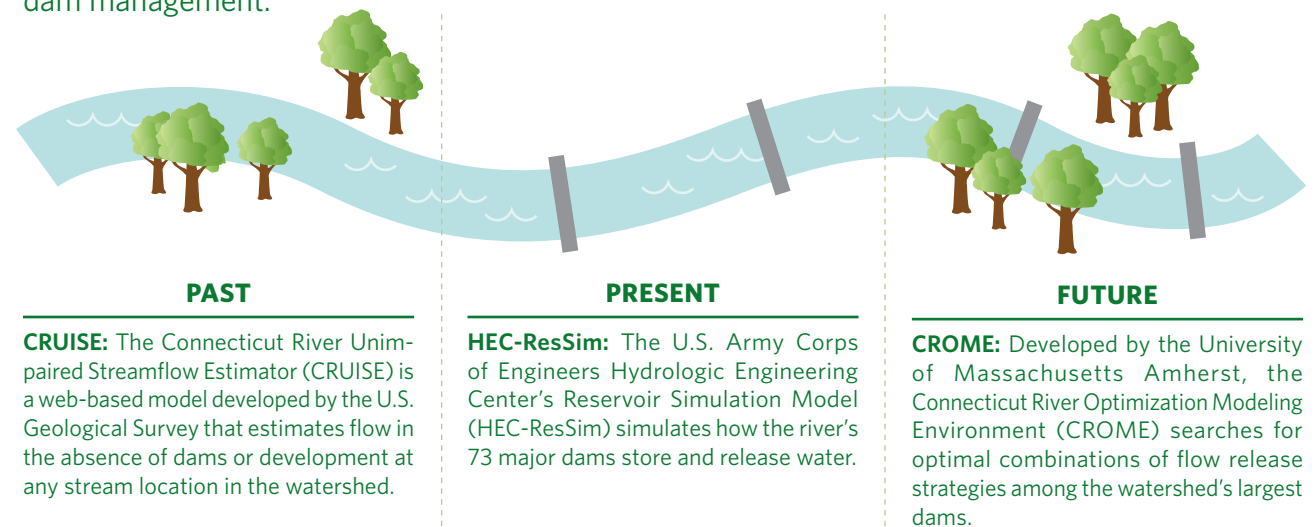 dam management.
PAST
CRUISE: The Connecticut River Unim-
paired Streamflow Estimator (CRUISE) is
a web-based model developed by the U.S.
Geological Survey that estimates flow in
the absence of dams or development at
any stream location in the watershed.
PRESENT
HEC-ResSim: The U.S. Army Corps
of Engineers Hydrologic Engineering
Center's Reservoir Simulation Model
(HEC-ResSim) simulates how the river's
73 major dams store and release water.
FUTURE
CROME: Developed by the University
of Massachusetts Amherst, the
Connecticut River Optimization Modeling
Environment (CROME) searches for
optimal combinations of flow release
strategies among the watershed's largest
dams.